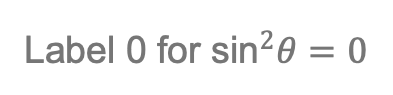 Label 0 for sin²θ = 0